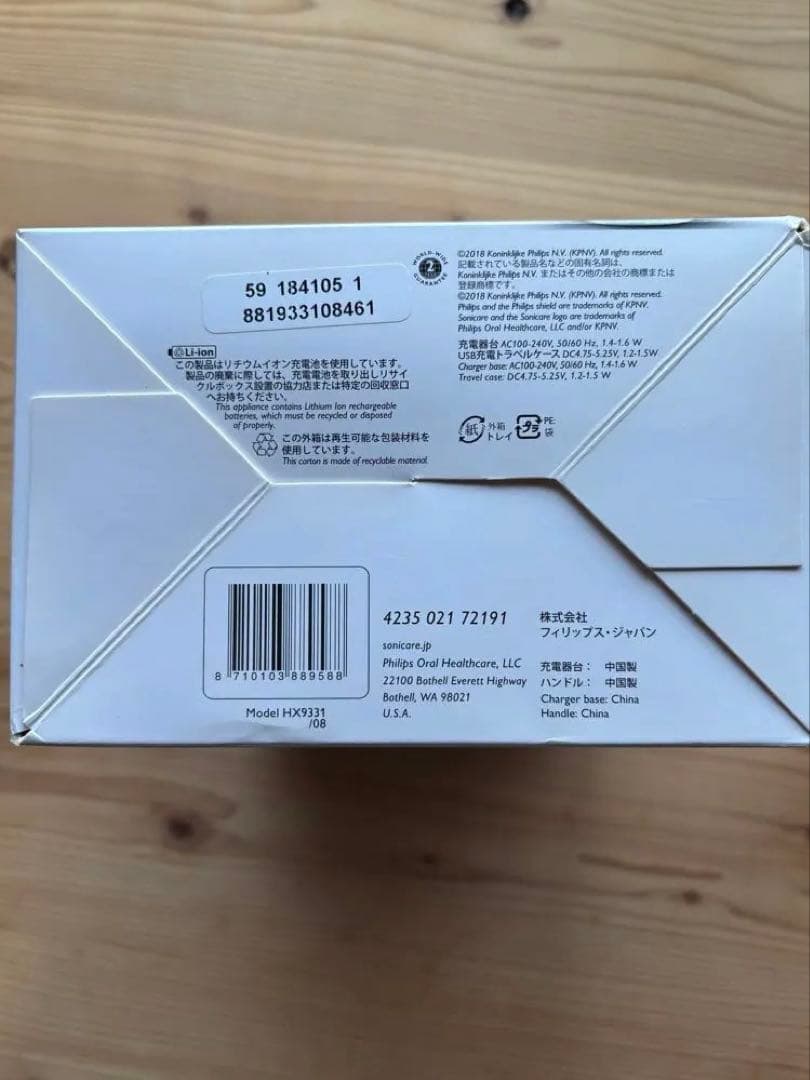 59 184105 1
881933108461
WORLD-WIDE
2
GUARANTEE
©2018 Koninklijke Philips N.V. (KPNV). All rights reserved.
記載されている製品名などの固有名詞は、
Koninklijke Philips N.V. またはその他の会社の商標または
登録商標です。
©2018 Koninklijke Philips N.V. (KPNV). All rights reserved.
Philips and the Philips shield are trademarks of KPNV.
Sonicare and the Sonicare logo are trademarks of
Philips Oral Healthcare, LLC and/or KPNV.
充電器台 AC100-240V, 50/60 Hz, 1.4-1.6 W
USB充電トラベルケース DC4.75-5.25V, 1.2-1.5W
Charger base: AC100-240V, 50/60 Hz, 1.4-1.6 W
Travel case: DC4.75-5.25V, 1.2-1.5 W
Li-ion
この製品はリチウムイオン充電池を使用しています。
製品の廃棄に際しては、充電電池を取り出しリサイ
クルボックス設置の協力店または特定の回収窓口
へお持ちください。
This appliance contains Lithium Ion rechargeable
batteries, which must be recycled or disposed
of properly.
この外箱は再生可能な包装材料を
使用しています。
This carton is made of recyclable material.
紙 外箱
トレイ
プラ PE:
袋
8 710103 889588
Model HX9331
/08
4235 021 72191
sonicare.jp
Philips Oral Healthcare, LLC
22100 Bothell Everett Highway
Bothell, WA 98021
U.S.A.
株式会社
フィリップス・ジャパン
充電器台： 中国製
ハンドル： 中国製
Charger base: China
Handle: China